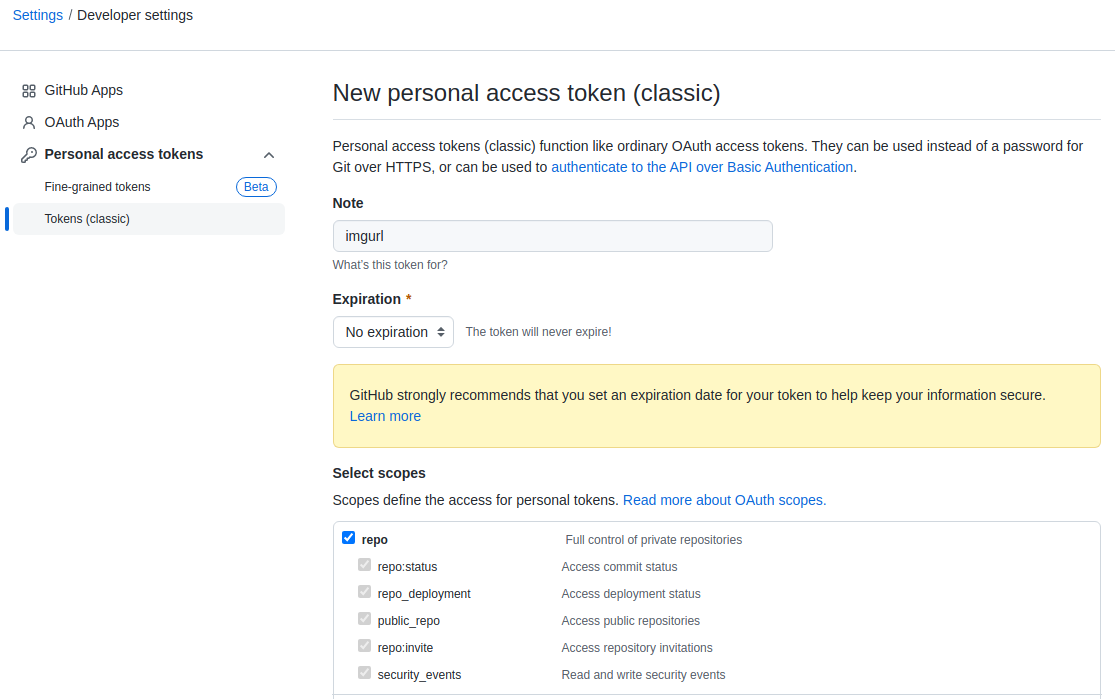 Settings / Developer settings
GitHub Apps
OAuth Apps
Personal access tokens
Fine-grained tokens Beta
Tokens (classic)
New personal access token (classic)
Personal access tokens (classic) function like ordinary OAuth access tokens. They can be used instead of a password for
Git over HTTPS, or can be used to authenticate to the API over Basic Authentication.
Note
imgurl
What's this token for?
Expiration *
No expiration The token will never expire!
GitHub strongly recommends that you set an expiration date for your token to help keep your information secure.
Learn more
Select scopes
Scopes define the access for personal tokens. Read more about OAuth scopes.
repo Full control of private repositories
repo:status Access commit status
repo_deployment Access deployment status
public_repo Access public repositories
repo:invite Access repository invitations
security_events Read and write security events